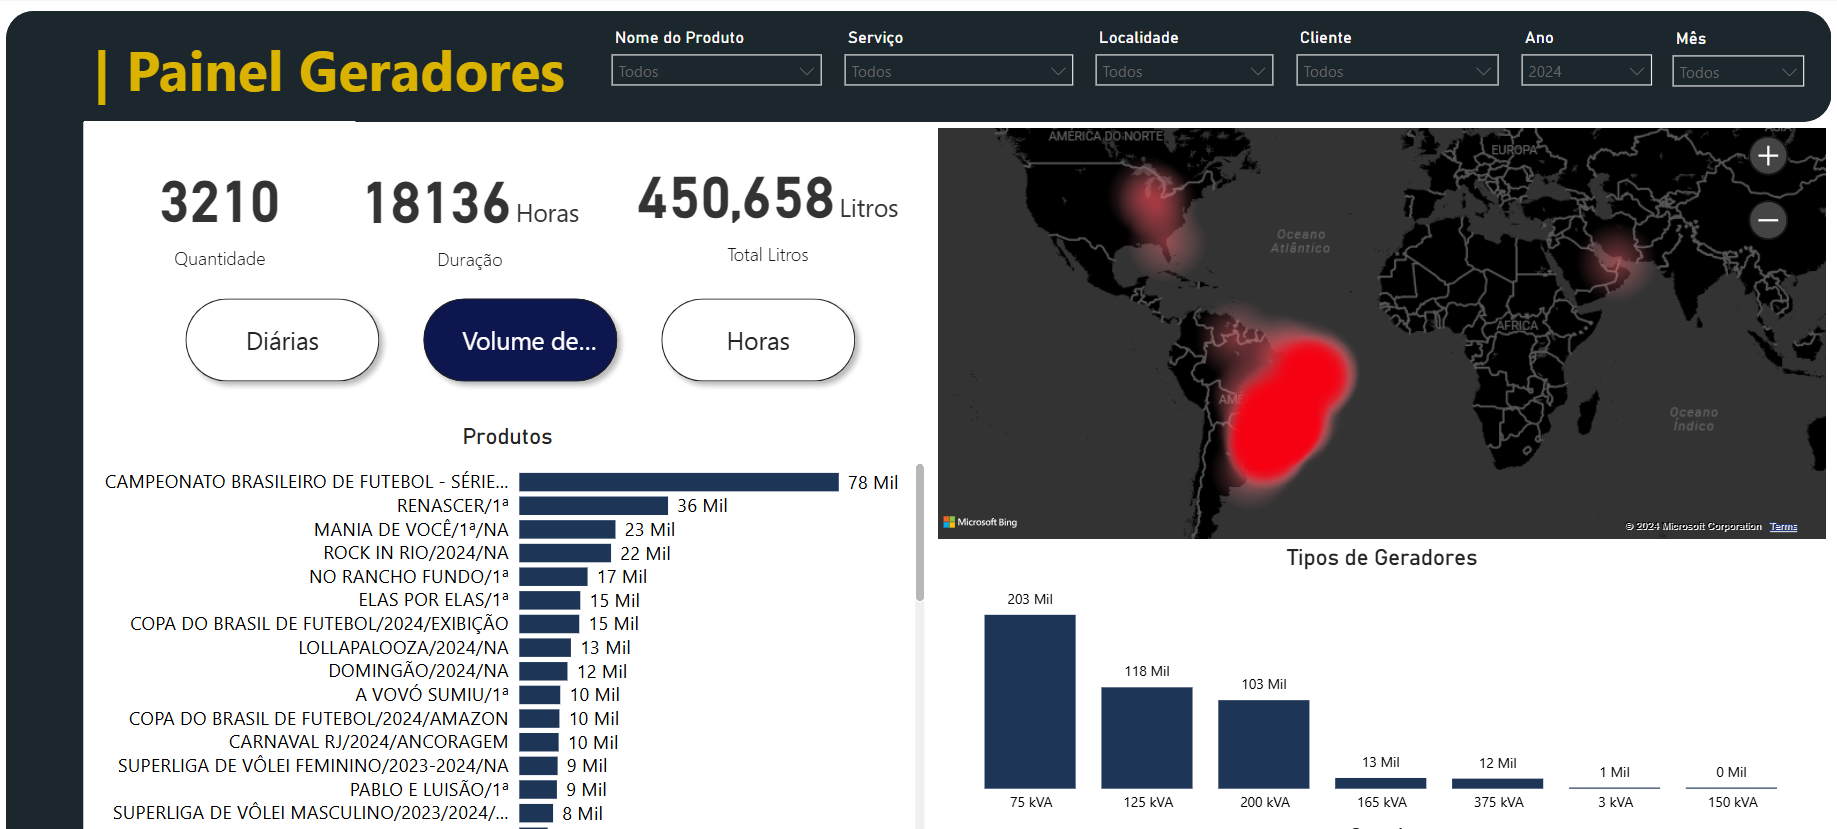 | Painel Geradores
Nome do Produto
Todos
Serviço
Todos
Localidade
Todos
Cliente
Todos
Ano
2024
Mês
Todos
3210
Quantidade
18136 Horas
Duração
450,658 Litros
Total Litros
Diárias
Volume de...
Horas
Produtos
CAMPEONATO BRASILEIRO DE FUTEBOL - SÉRIE... 78 Mil
RENASCER/1ª 36 Mil
MANIA DE VOCÊ/1ª/NA 23 Mil
ROCK IN RIO/2024/NA 22 Mil
NO RANCHO FUNDO/1ª 17 Mil
ELAS POR ELAS/1ª 15 Mil
COPA DO BRASIL DE FUTEBOL/2024/EXIBIÇÃO 15 Mil
LOLLAPALOOZA/2024/NA 13 Mil
DOMINGÃO/2024/NA 12 Mil
A VOVÓ SUMIU/1ª 10 Mil
COPA DO BRASIL DE FUTEBOL/2024/AMAZON 10 Mil
CARNAVAL RJ/2024/ANCORAGEM 10 Mil
SUPERLIGA DE VÔLEI FEMININO/2023-2024/NA 9 Mil
PABLO E LUISÃO/1ª 9 Mil
SUPERLIGA DE VÔLEI MASCULINO/2023/2024/... 8 Mil
AMÉRICA DO NORTE
EUROPA
Oceano
Atlântico
ÁFRICA
AMÉ
Oceano
Índico
Microsoft Bing
© 2024 Microsoft Corporation Terms
Tipos de Geradores
203 Mil
118 Mil
103 Mil
13 Mil
12 Mil
1 Mil
0 Mil
75 kVA
125 kVA
200 kVA
165 kVA
375 kVA
3 kVA
150 kVA